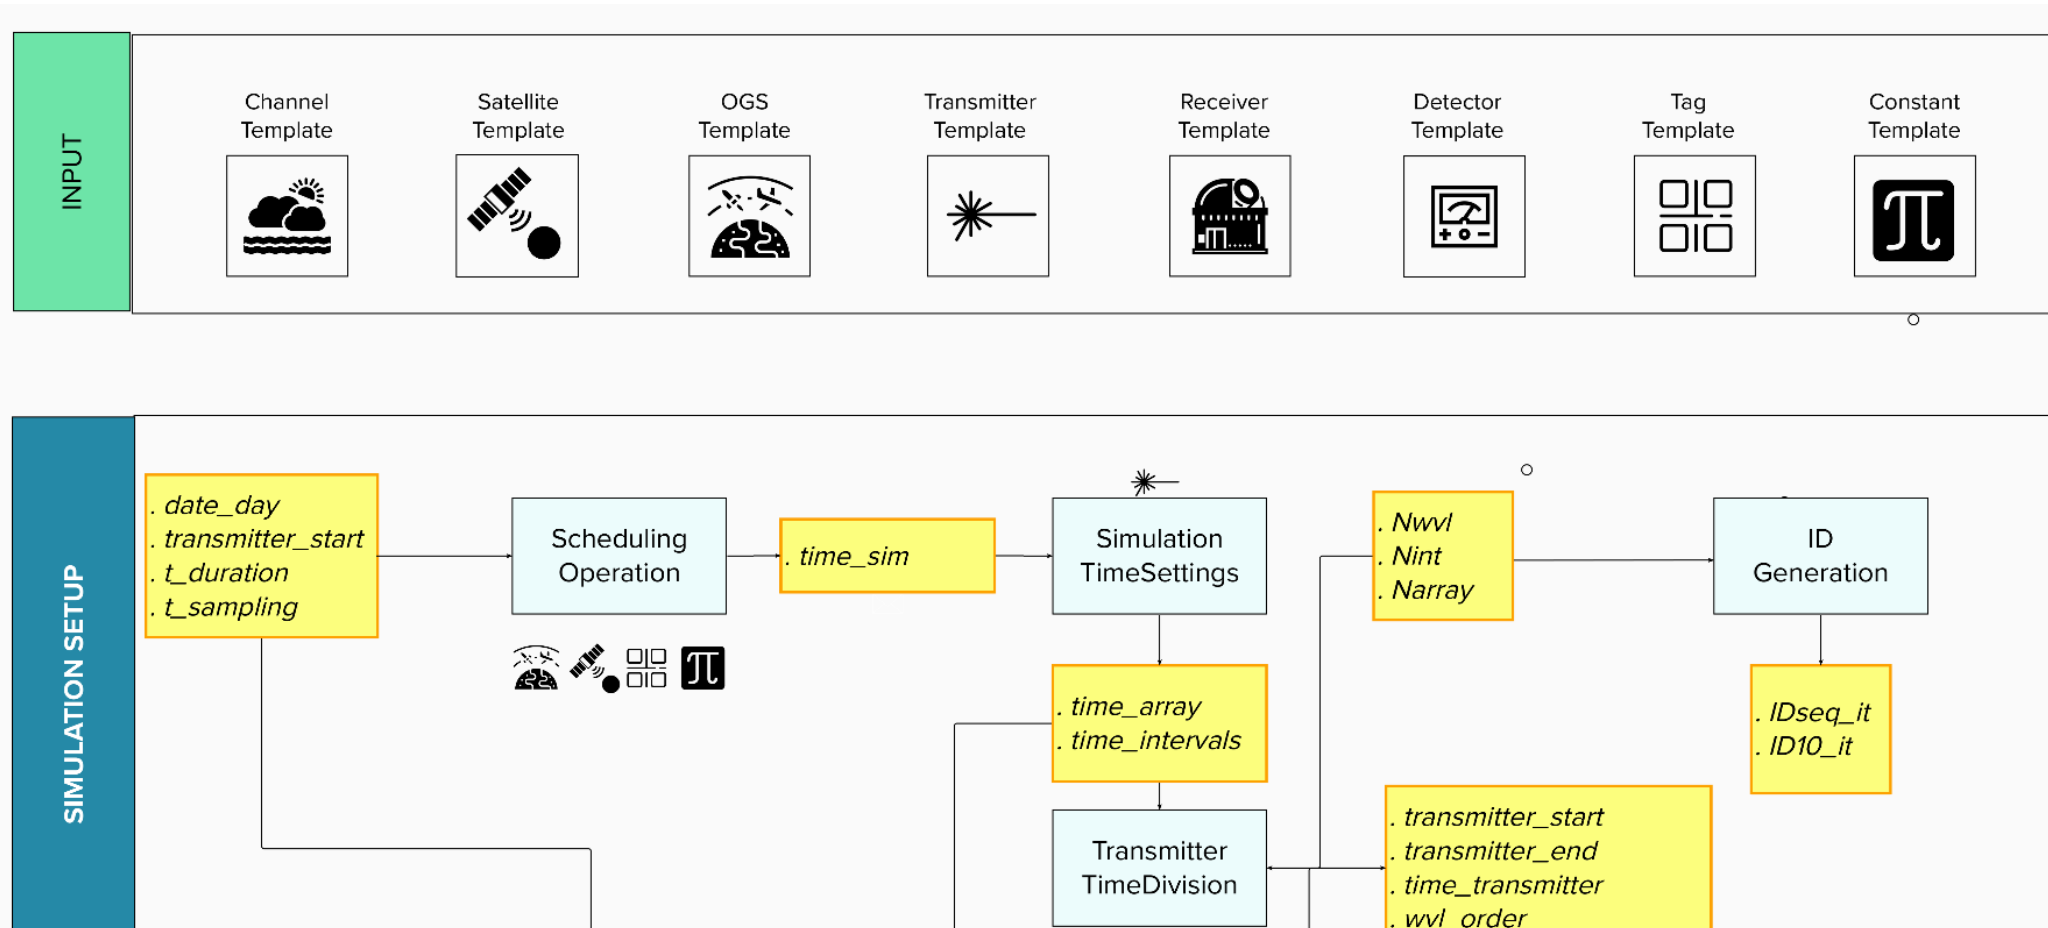 INPUT
Channel
Template
Satellite
Template
OGS
Template
Transmitter
Template
Receiver
Template
Detector
Template
Tag
Template
Constant
Template
π
SIMULATION SETUP
. date_day
. transmitter_start
. t_duration
. t_sampling
Scheduling
Operation
π
. time_sim
Simulation
TimeSettings
. time_array
. time_intervals
Transmitter
TimeDivision
. Nwvl
. Nint
. Narray
ID
Generation
. IDseq_it
. ID10_it
. transmitter_start
. transmitter_end
. time_transmitter
. wvl_order